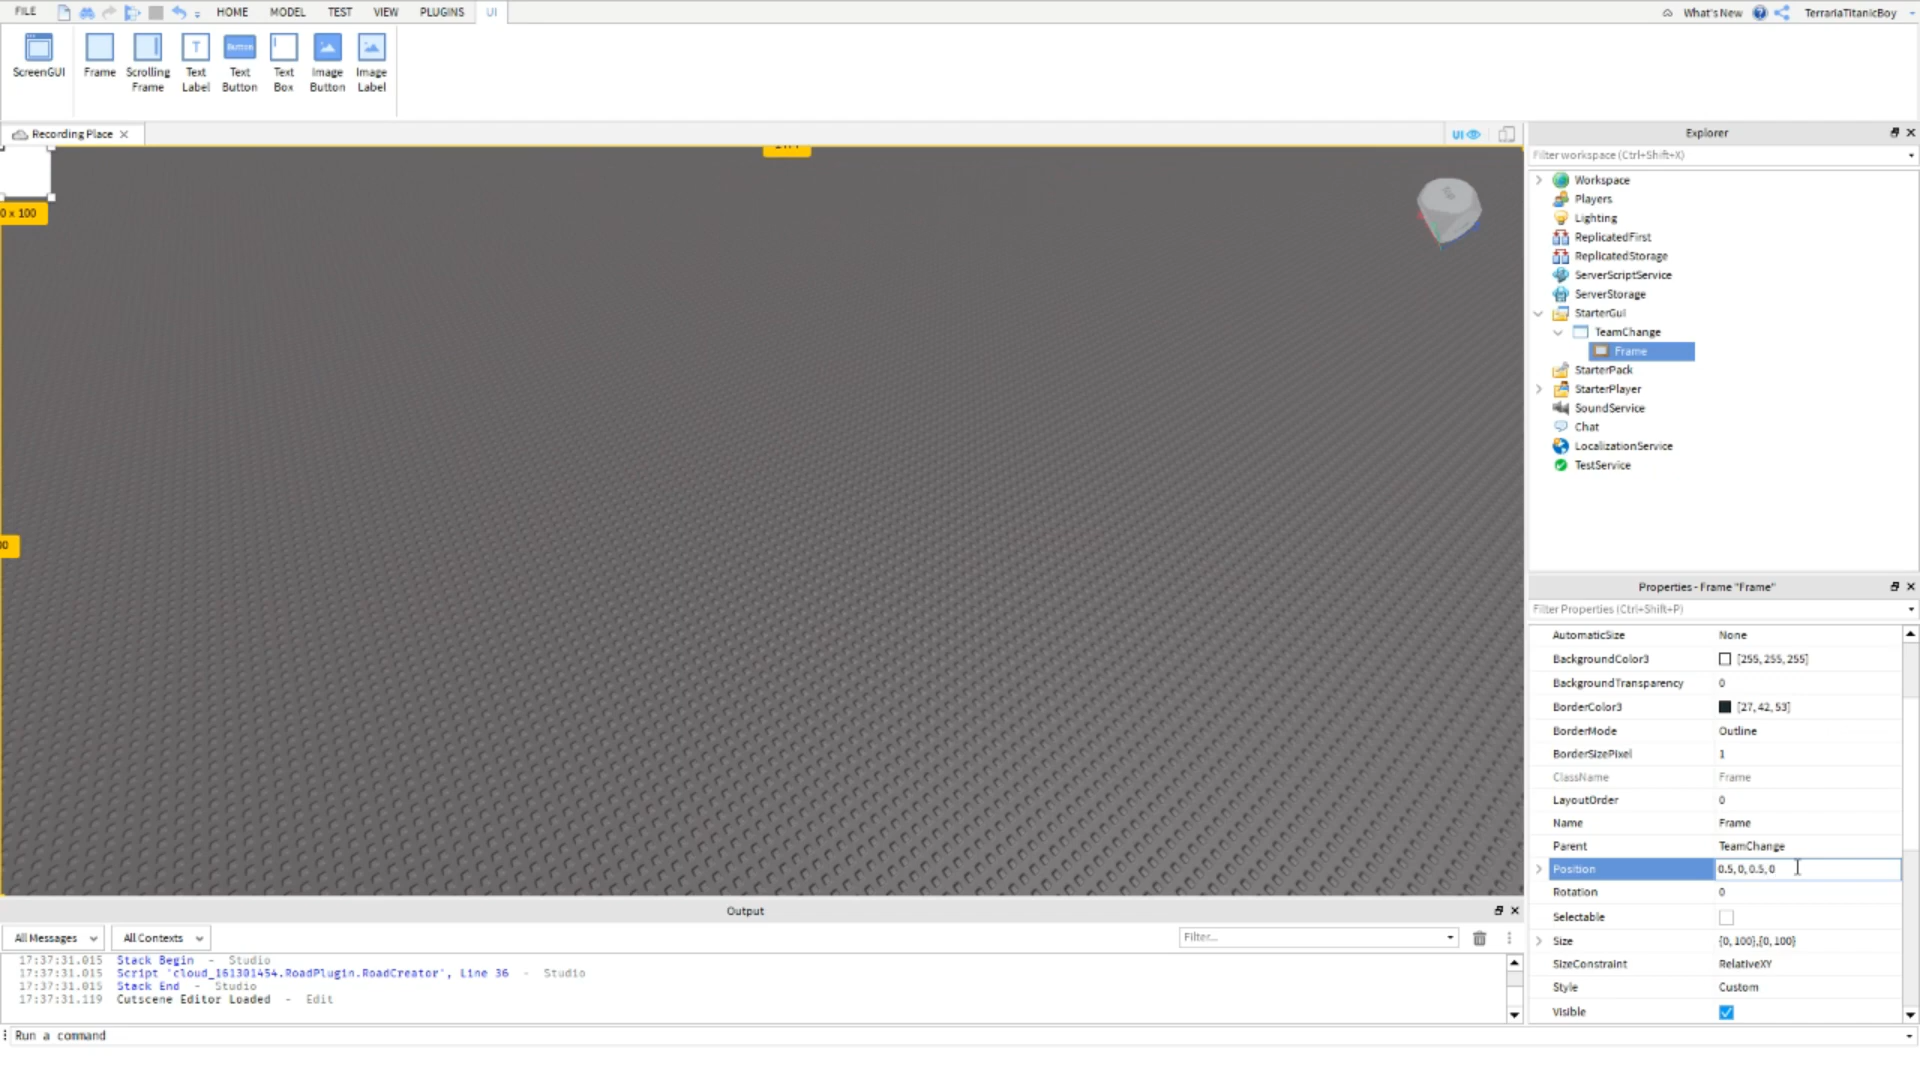 FILE HOME MODEL TEST VIEW PLUGINS UI What's New TerrariaTitanicBoy
ScreenGUI
Frame
Scrolling Frame
Text Label
Button
Text Button
Text Box
Image Button
Image Label
Recording Place
UI
Explorer
Filter workspace (Ctrl+Shift+X)
0 x 100
Workspace
Players
Lighting
ReplicatedFirst
ReplicatedStorage
ServerScriptService
ServerStorage
StarterGui
TeamChange
Frame
StarterPack
StarterPlayer
SoundService
Chat
LocalizationService
TestService
Properties - Frame "Frame"
Filter Properties (Ctrl+Shift+P)
AutomaticSize None
BackgroundColor3 [255, 255, 255]
BackgroundTransparency 0
BorderColor3 [27, 42, 53]
BorderMode Outline
BorderSizePixel 1
ClassName Frame
LayoutOrder 0
Name Frame
Parent TeamChange
Position 0.5, 0, 0.5, 0
Rotation 0
Selectable
Size {0, 100},{0, 100}
SizeConstraint RelativeXY
Style Custom
Visible
Output
All Messages All Contexts Filter...
17:37:31.015 Stack Begin - Studio
17:37:31.015 Script 'cloud_161301454.RoadPlugin.RoadCreator', Line 36 - Studio
17:37:31.015 Stack End - Studio
17:37:31.119 Cutscene Editor Loaded - Edit
Run a command